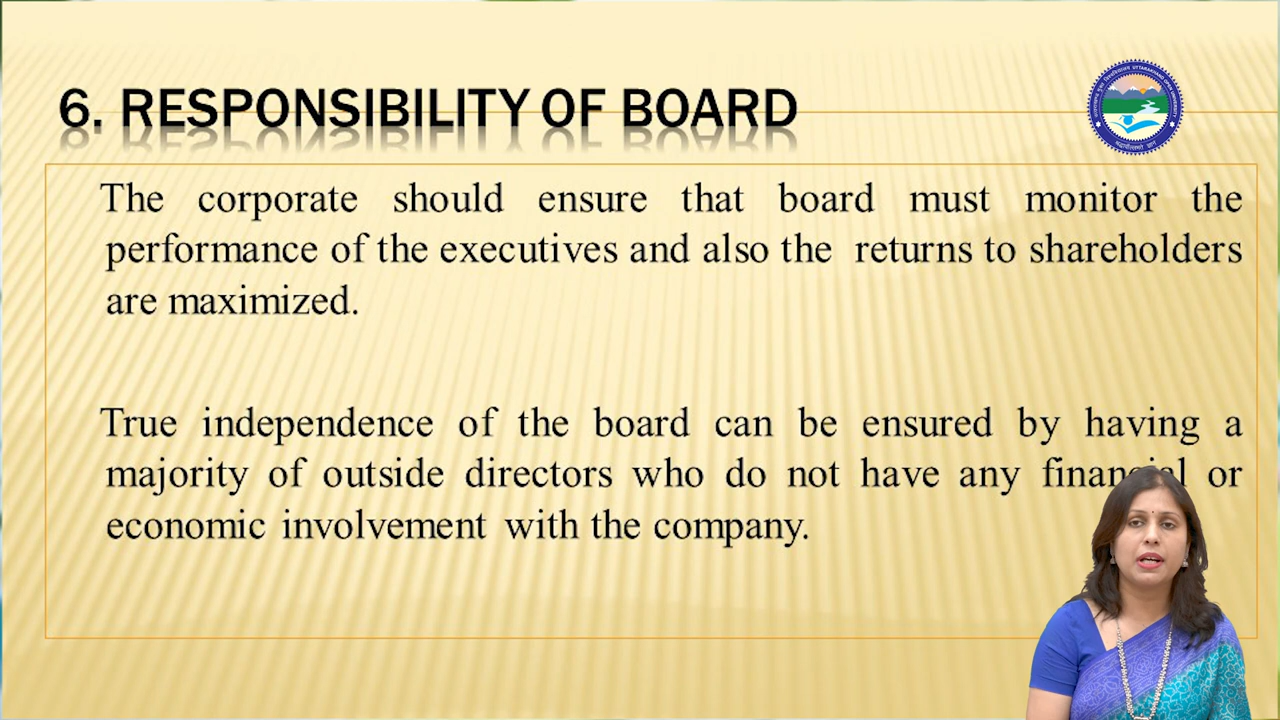 6. RESPONSIBILITY OF BOARD
The corporate should ensure that board must monitor the
performance of the executives and also the returns to shareholders
are maximized.
True independence of the board can be ensured by having a
majority of outside directors who do not have any financial or
economic involvement with the company.